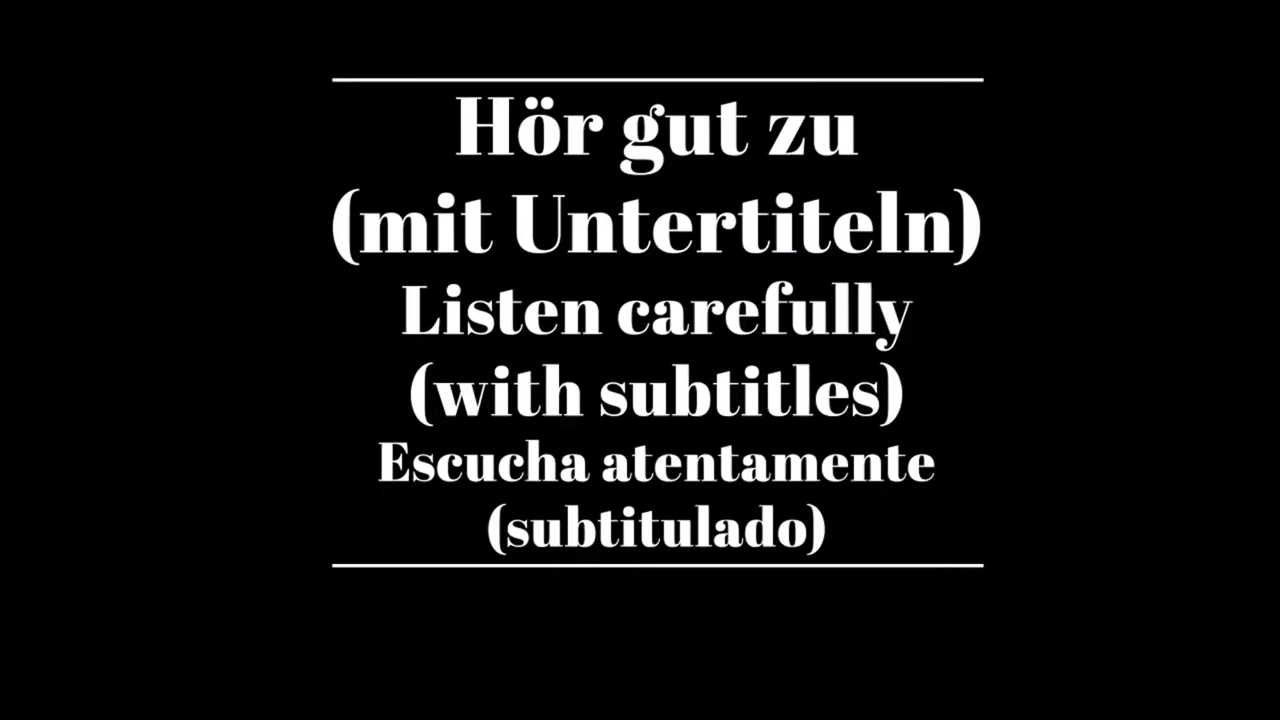 Hör gut zu
(mit Untertiteln)
Listen carefully
(with subtitles)
Escucha atentamente
(subtitulado)